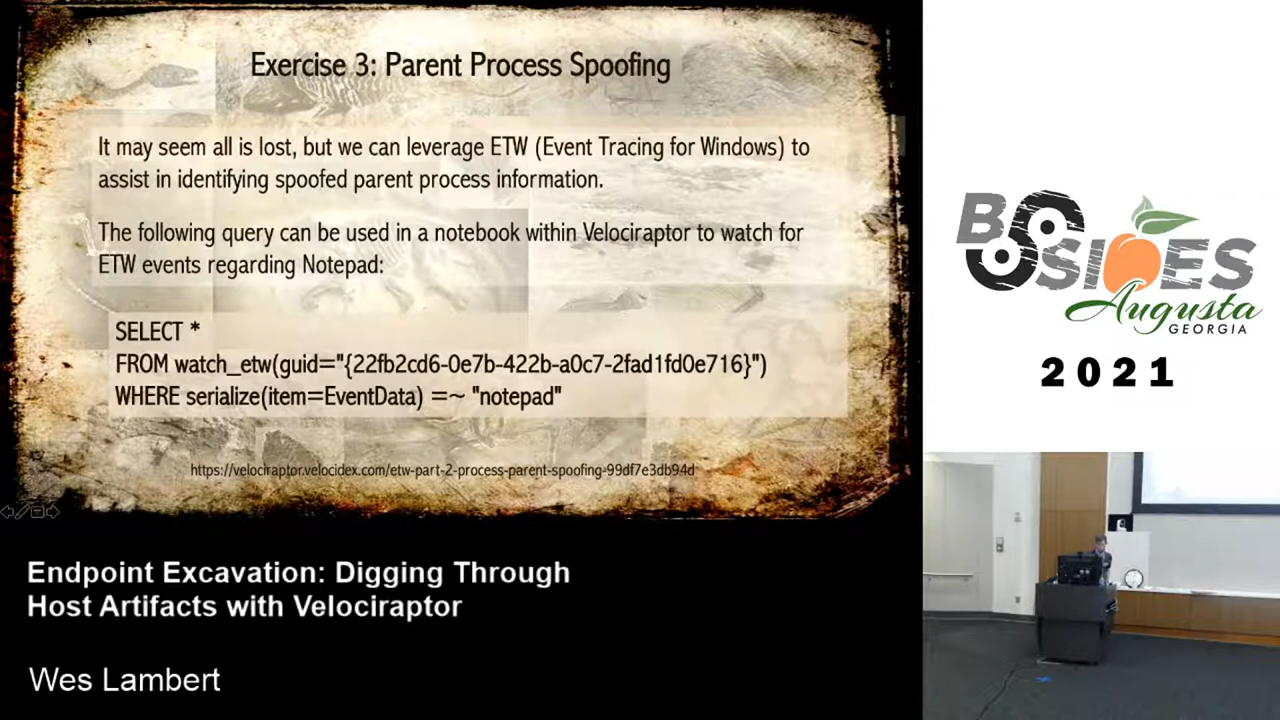 Exercise 3: Parent Process Spoofing
It may seem all is lost, but we can leverage ETW (Event Tracing for Windows) to
assist in identifying spoofed parent process information.
The following query can be used in a notebook within Velociraptor to watch for
ETW events regarding Notepad:
SELECT *
FROM watch_etw(guid="{22fb2cd6-0e7b-422b-a0c7-2fad1fd0e716}")
WHERE serialize(item=EventData) =~ "notepad"
https://velociraptor.velocidex.com/etw-part-2-process-parent-spoofing-99df7e3db94d
Endpoint Excavation: Digging Through
Host Artifacts with Velociraptor
Wes Lambert
BSIDES
Augusta
GEORGIA
2021